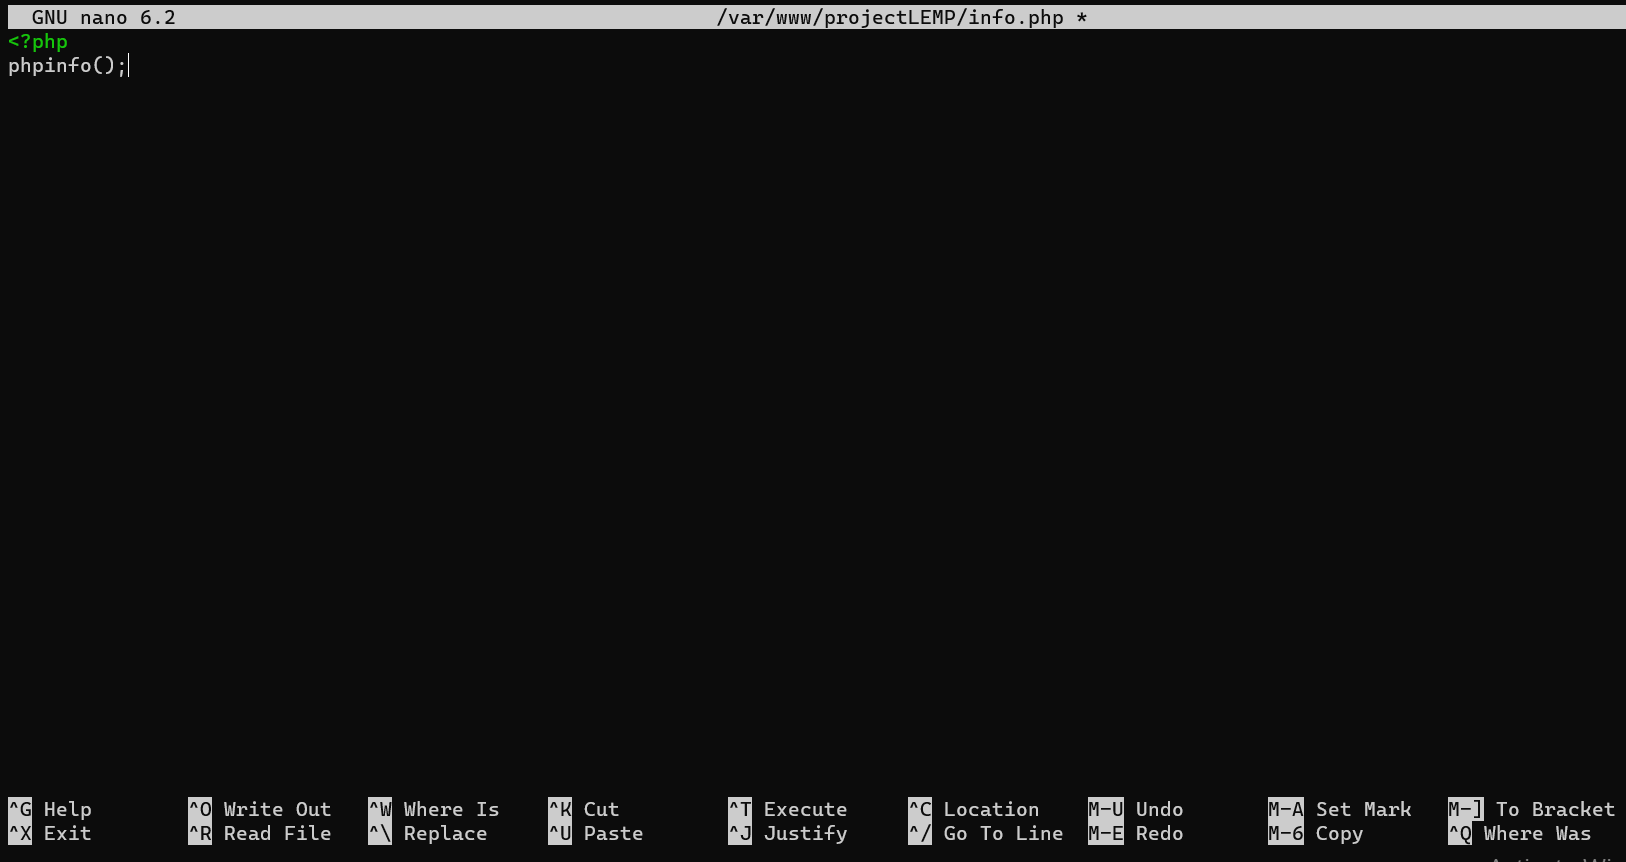 GNU nano 6.2 /var/www/projectLEMP/info.php *
<?php
phpinfo();
^G Help ^O Write Out ^W Where Is ^K Cut ^T Execute ^C Location M-U Undo M-A Set Mark M-] To Bracket
^X Exit ^R Read File ^\ Replace ^U Paste ^J Justify ^/ Go To Line M-E Redo M-6 Copy ^Q Where Was